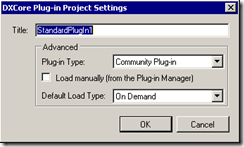 DXCore Plug-in Project Settings
Title: StandardPlugIn1
Advanced
Plug-in Type: Community Plug-in
Load manually (from the Plug-in Manager)
Default Load Type: On Demand
OK Cancel